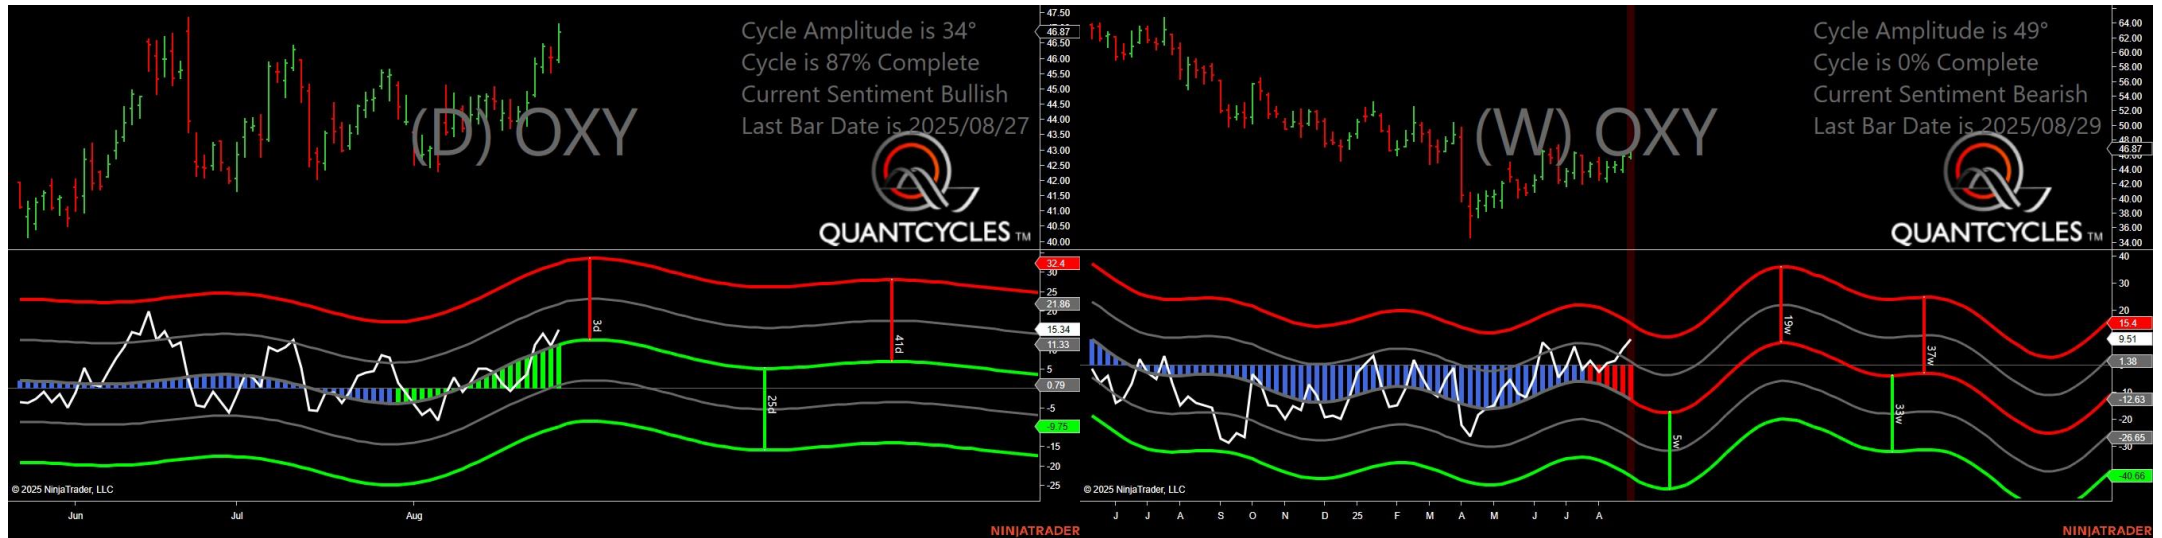 Cycle Amplitude is 34°
Cycle is 87% Complete
Current Sentiment Bullish
Last Bar Date is 2025/08/27
(D) OXY
QUANTCYCLES TM
47.50
46.87
46.50
46.00
45.50
45.00
44.50
44.00
43.50
43.00
42.50
42.00
41.50
41.00
40.50
40.00
32.4
30
25
21.86
20
15.34
11.33
10
5
0.79
-5
-9.75
-15
-20
-25
3d
25d
41d
© 2025 NinjaTrader, LLC
Jun Jul Aug
NINJATRADER
Cycle Amplitude is 49°
Cycle is 0% Complete
Current Sentiment Bearish
Last Bar Date is 2025/08/29
(W) OXY
QUANTCYCLES TM
64.00
62.00
60.00
58.00
56.00
54.00
52.00
50.00
48.00
46.87
46.00
44.00
42.00
40.00
38.00
36.00
34.00
40
30
20
15.4
9.51
1.38
-10
-12.63
-20
-26.65
-30
-40.66
5w
19w
33w
37w
© 2025 NinjaTrader, LLC
J J A S O N D 25 F M A M J J A
NINJATRADER